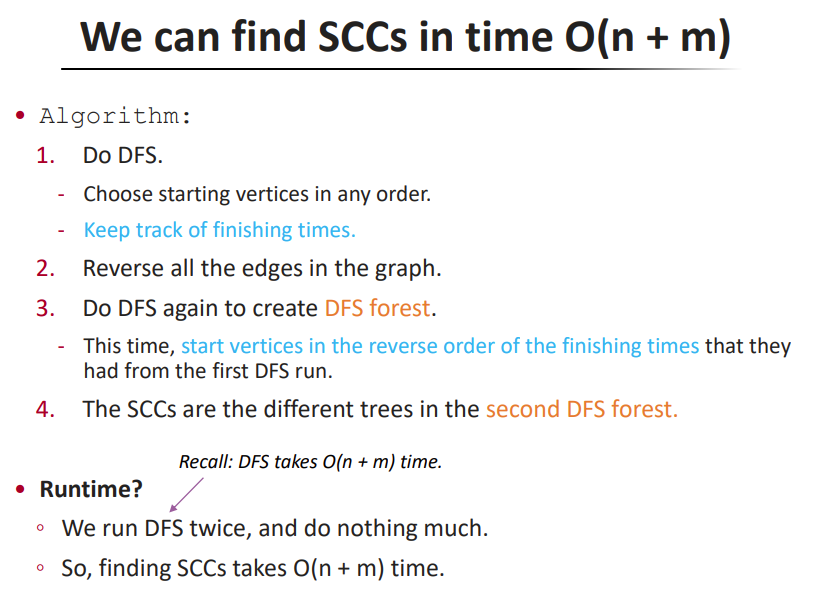 We can find SCCs in time O(n + m)
• Algorithm:
1. Do DFS.
- Choose starting vertices in any order.
- Keep track of finishing times.
2. Reverse all the edges in the graph.
3. Do DFS again to create DFS forest.
- This time, start vertices in the reverse order of the finishing times that they
had from the first DFS run.
4. The SCCs are the different trees in the second DFS forest.
Recall: DFS takes O(n + m) time.
• Runtime?
◦ We run DFS twice, and do nothing much.
◦ So, finding SCCs takes O(n + m) time.